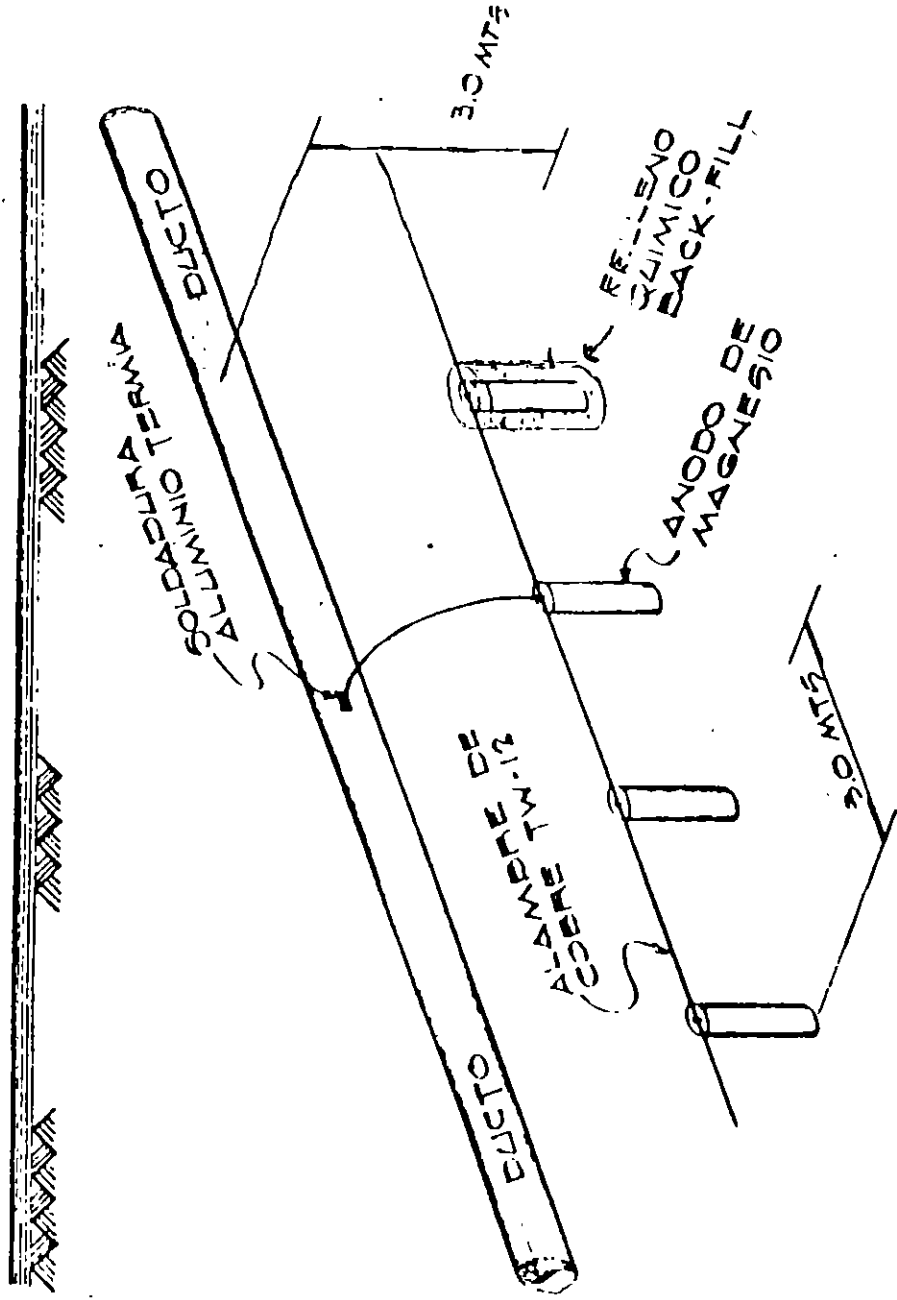 SOLDADURA
ALUMINIO TERMIA
DUCTO
3.0 MTS
DUCTO
ALAMBRE DE
COBRE TW-12
RELLENO
QUIMICO
BACK-FILL
ANODO DE
MAGNESIO
3.0 MTS